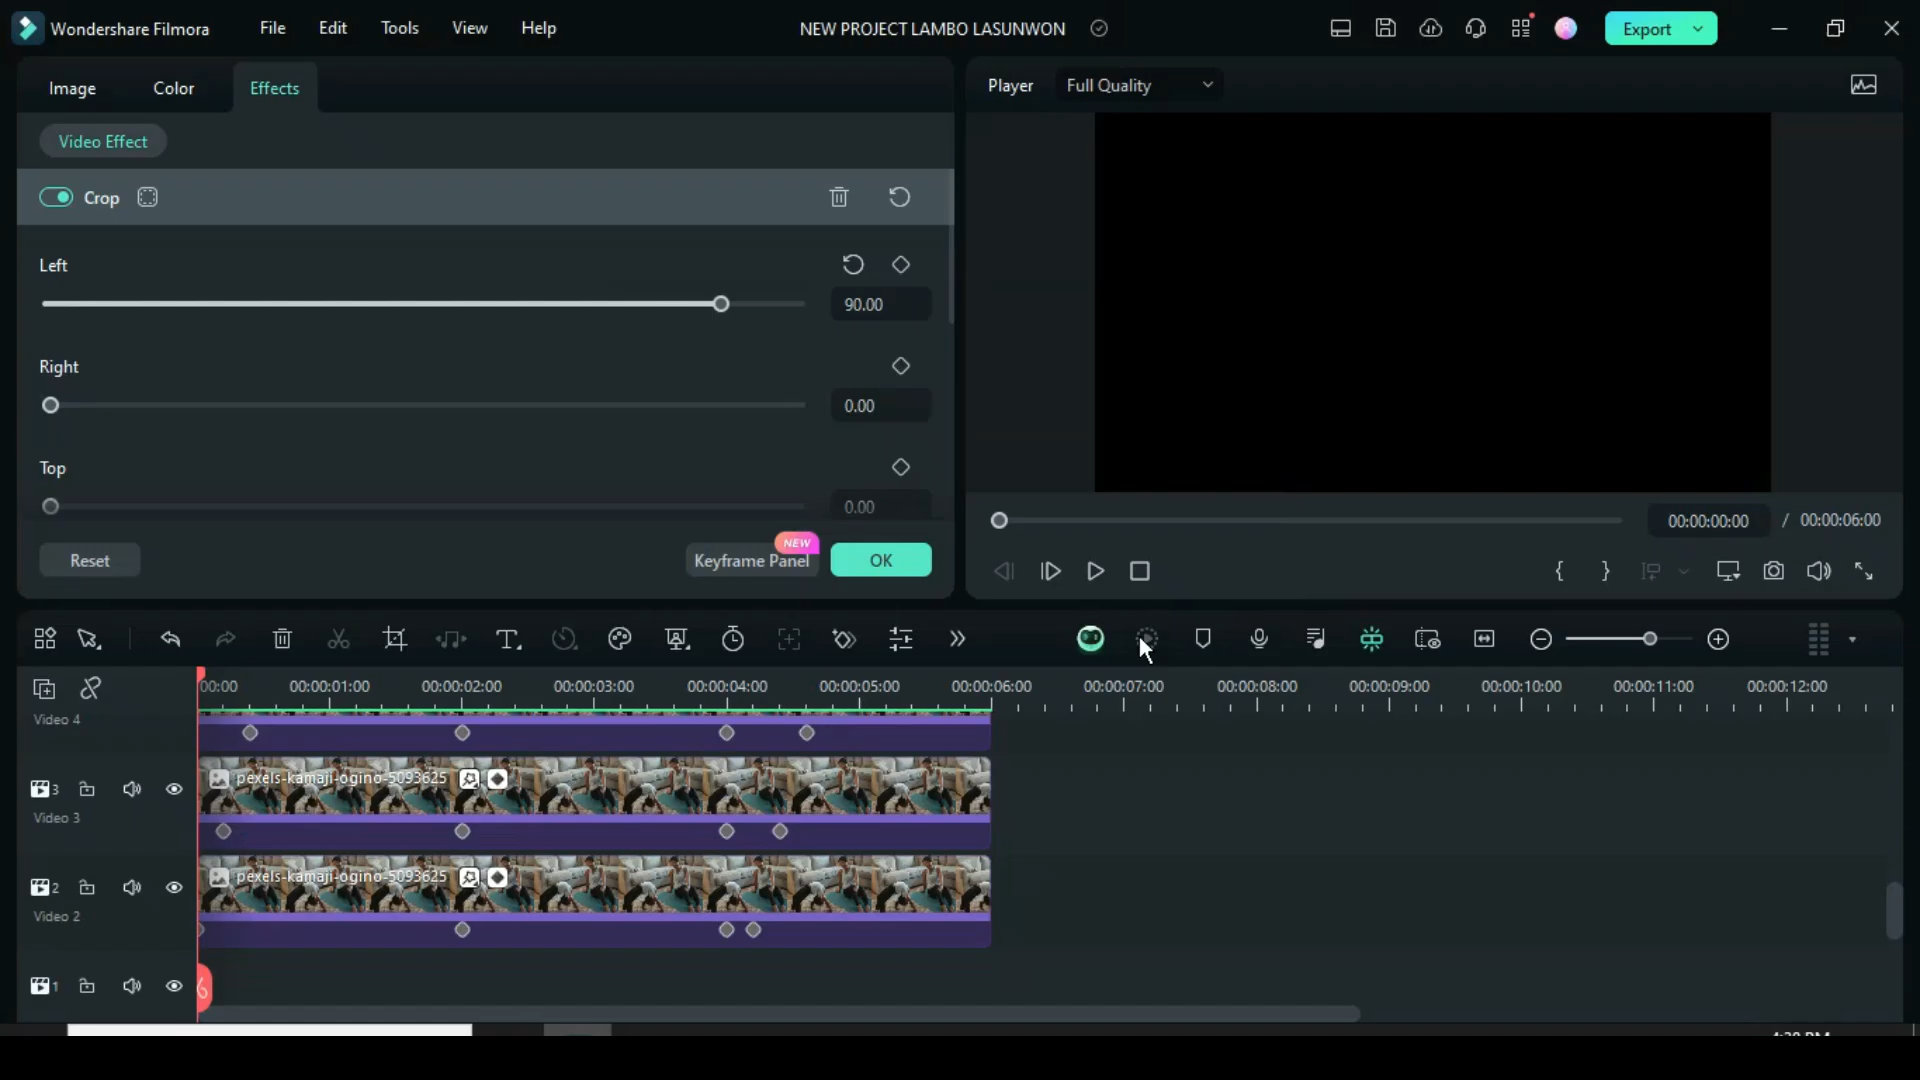 Wondershare Filmora
File
Edit
Tools
View
Help
NEW PROJECT LAMBO LASUNWON
Export
Image
Color
Effects
Player
Full Quality
Video Effect
Crop
Left
90.00
Right
0.00
Top
0.00
00:00:00:00 / 00:00:06:00
NEW
Reset
Keyframe Panel
OK
00:00
00:00:01:00
00:00:02:00
00:00:03:00
00:00:04:00
00:00:05:00
00:00:06:00
00:00:07:00
00:00:08:00
00:00:09:00
00:00:10:00
00:00:11:00
00:00:12:00
Video 4
pexels-kamaji-ogino-5093625
3
Video 3
pexels-kamaji-ogino-5093625
2
Video 2
1